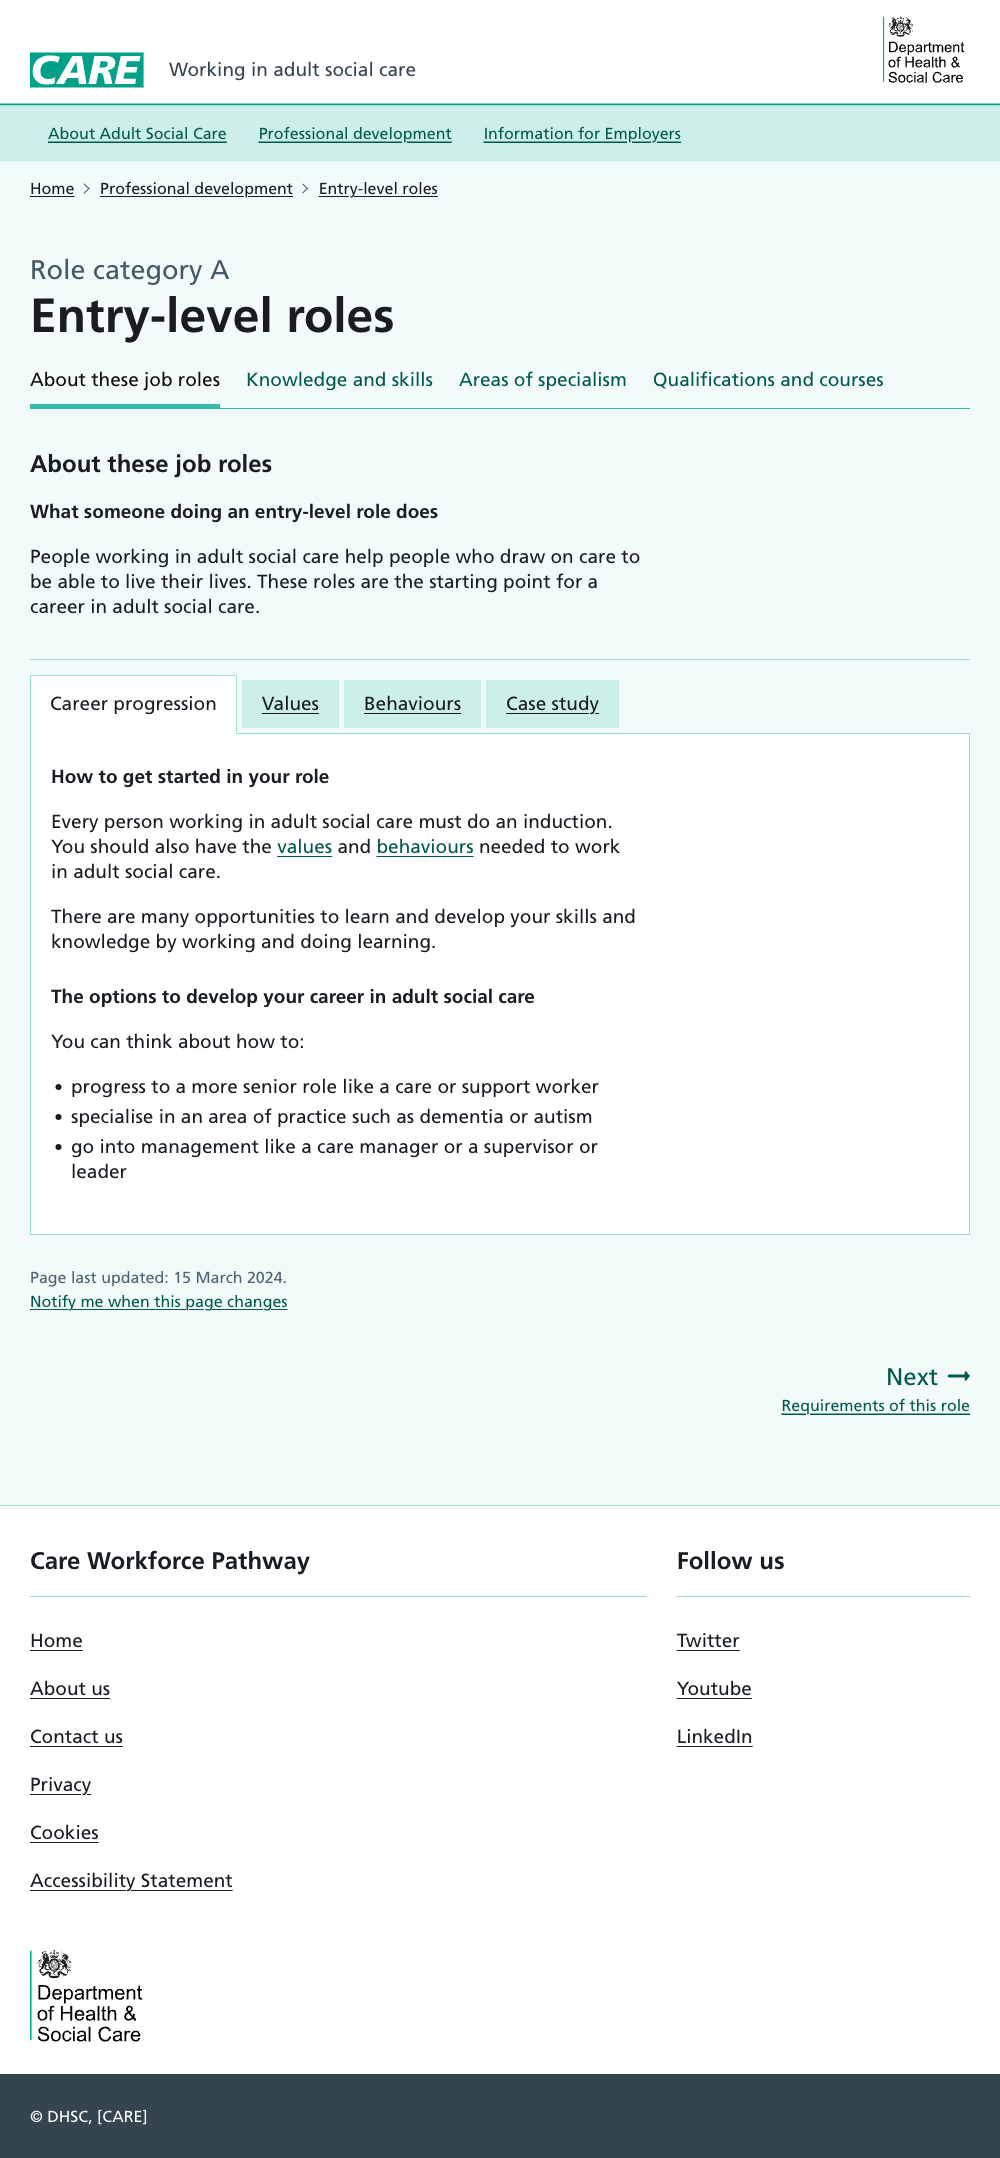 CARE
Working in adult social care
Department
of Health &
Social Care
About Adult Social Care Professional development Information for Employers
Home Professional development Entry-level roles
Role category A
Entry-level roles
About these job roles Knowledge and skills Areas of specialism Qualifications and courses
About these job roles
What someone doing an entry-level role does
People working in adult social care help people who draw on care to
be able to live their lives. These roles are the starting point for a
career in adult social care.
Career progression Values Behaviours Case study
How to get started in your role
Every person working in adult social care must do an induction.
You should also have the values and behaviours needed to work
in adult social care.
There are many opportunities to learn and develop your skills and
knowledge by working and doing learning.
The options to develop your career in adult social care
You can think about how to:
• progress to a more senior role like a care or support worker
• specialise in an area of practice such as dementia or autism
• go into management like a care manager or a supervisor or
leader
Page last updated: 15 March 2024.
Notify me when this page changes
Next →
Requirements of this role
Care Workforce Pathway
Home
About us
Contact us
Privacy
Cookies
Accessibility Statement
Follow us
Twitter
Youtube
LinkedIn
Department
of Health &
Social Care
© DHSC, [CARE]